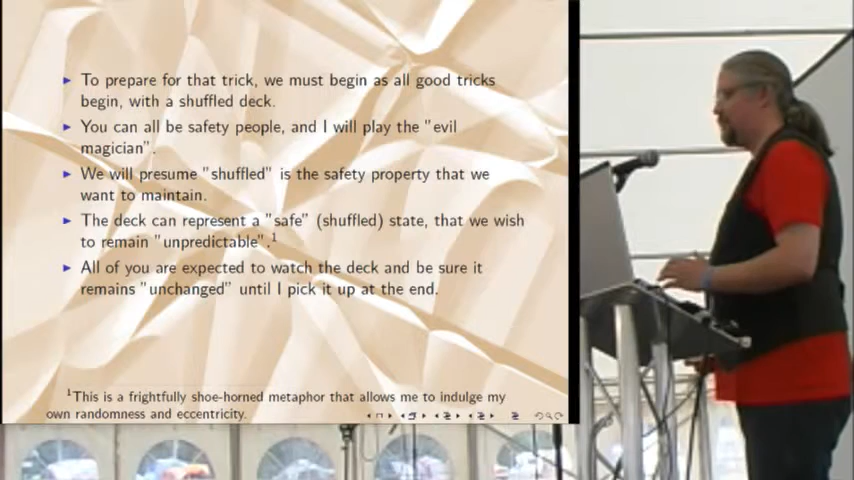 ► To prepare for that trick, we must begin as all good tricks
begin, with a shuffled deck.
► You can all be safety people, and I will play the "evil
magician".
► We will presume "shuffled" is the safety property that we
want to maintain.
► The deck can represent a "safe" (shuffled) state, that we wish
to remain "unpredictable".¹
► All of you are expected to watch the deck and be sure it
remains "unchanged" until I pick it up at the end.
¹This is a frightfully shoe-horned metaphor that allows me to indulge my
own randomness and eccentricity.